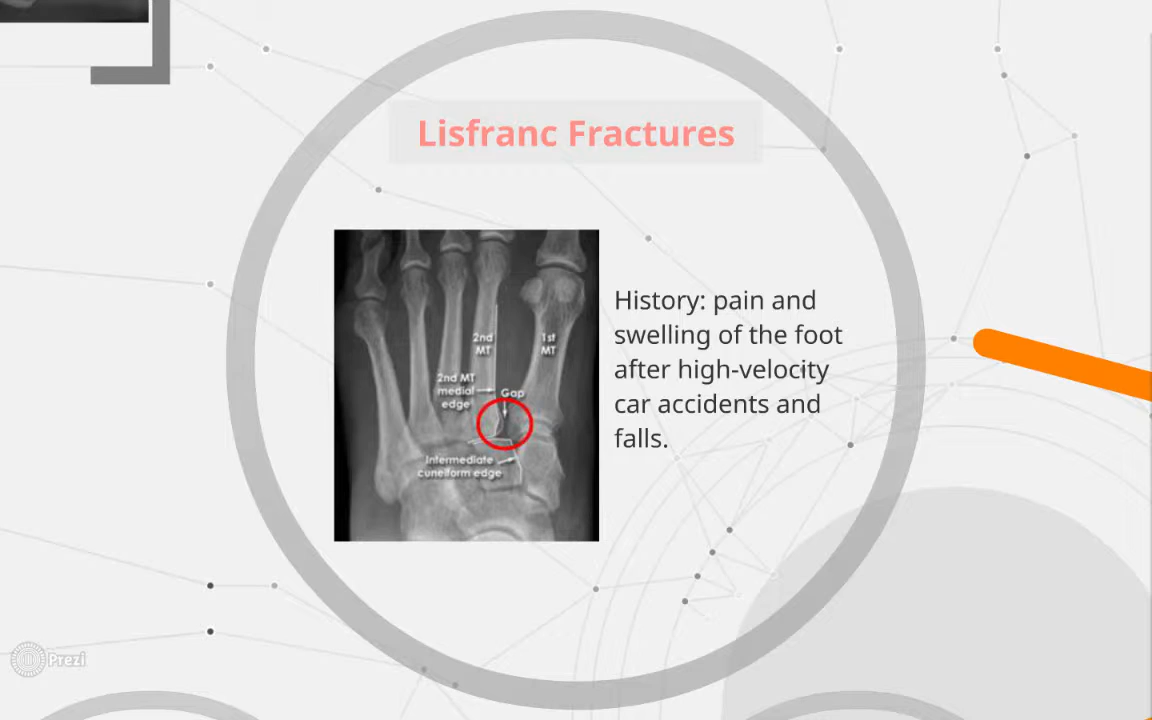 Lisfranc Fractures
2nd
MT
1st
MT
2nd MT
medial
edge
Gap
Intermediate
cuneiform edge
History: pain and
swelling of the foot
after high-velocity
car accidents and
falls.
Prezi